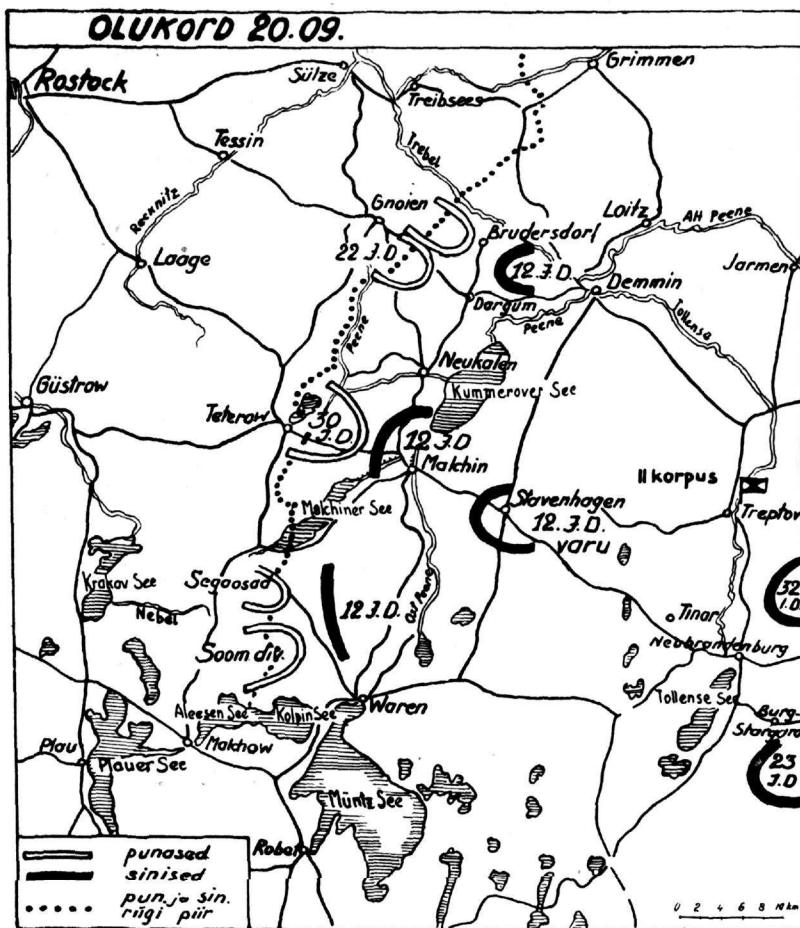 OLUKORD 20.09.
Grimmen
Sülze
Rostock
Treibsees
Trebel
Tessin
Recknitz
Gnoien
Loitz
AH Peene
Brudersdorf
22 J.D.
12.J.D.
Laage
Jarmen
Demmin
Dargum
Peene
Tollense
Peene
Neukalen
Güstrow
Kummerover See
Teterow
30
J.D.
12.J.D
Malchin
II korpus
Stavenhagen
Malchiner See
12.J.D.
varu
Treptow
Segaosad
Krakov See
Ost Peene
32
I.D.
12.J.D.
Nebel
Tinar
Soom div.
Neubrandenburg
Tollense See
Waren
Aleesen See
Kolpin See
Burg-
Stargard
Malchow
Plau
Plauer See
23
J.D
Müntz See
Robel
punased
sinised
pun. ja sin.
riigi piir
0 2 4 6 8 10 km